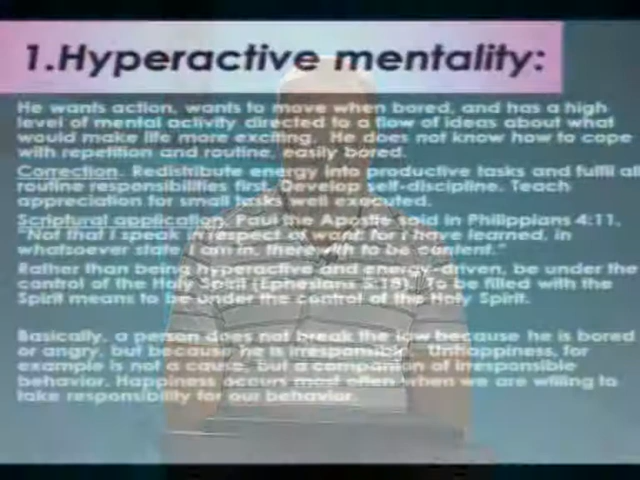 1.Hyperactive mentality:
He wants action, wants to move when bored, and has a high
level of mental activity directed to a flow of ideas about what
would make life more exciting. He does not know how to cope
with repetition and routine, easily bored.
Correction. Redistribute energy into productive tasks and fulfill all
routine responsibilities first. Develop self-discipline. Teach
appreciation for small tasks well executed.
Scriptural application. Paul the Apostle said in Philippians 4:11,
"Not that I speak in respect of want: for I have learned, in
whatsoever state I am in, therewith to be content."
Rather than being hyperactive and energy driven, be under the
control of the Holy Spirit (Ephesians 5:18). To be filled with the
Spirit means to be under the control of the Holy Spirit.
Basically, a person does not break the law because he is bored
or angry, but because he is irresponsible. Unhappiness, for
example is not a cause, but a companion of irresponsible
behavior. Happiness occurs most often when we are willing to
take responsibility for our behavior.